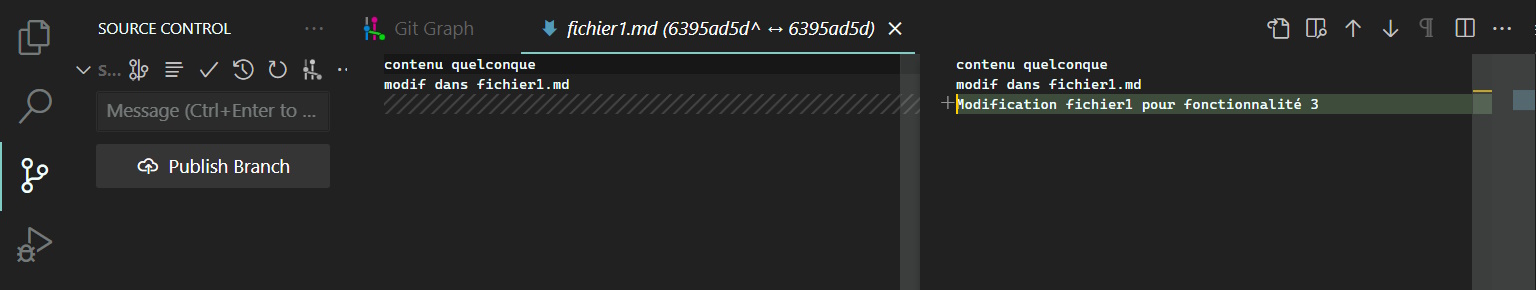 SOURCE CONTROL
S...
Message (Ctrl+Enter to ...
Publish Branch
Git Graph
fichier1.md (6395ad5d^ ↔ 6395ad5d)
contenu quelconque
modif dans fichier1.md
contenu quelconque
modif dans fichier1.md
+Modification fichier1 pour fonctionnalité 3